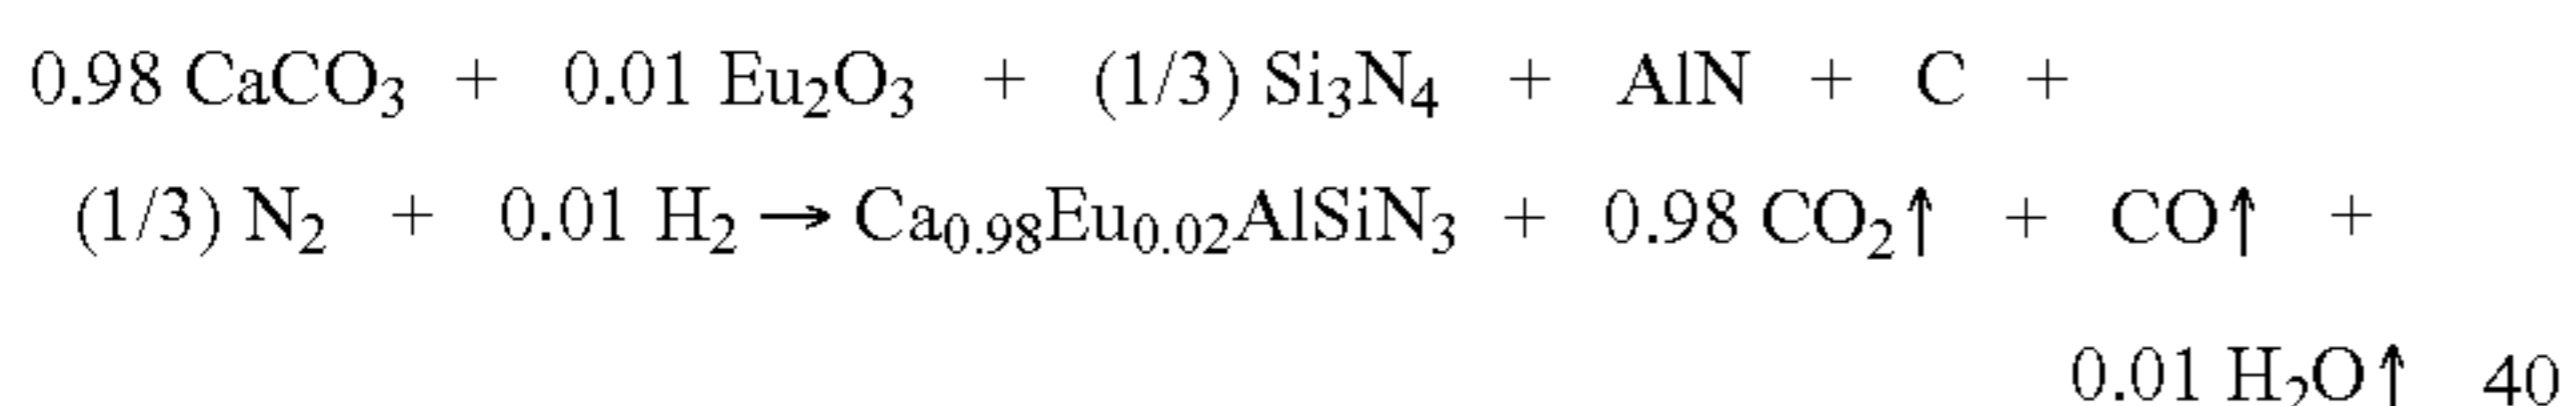 0.98 CaCO₃ + 0.01 Eu₂O₃ + (1/3) Si₃N₄ + AlN + C +
(1/3) N₂ + 0.01 H₂ → Ca₀.₉₈Eu₀.₀₂AlSiN₃ + 0.98 CO₂↑ + CO↑ +
0.01 H₂O↑ 40